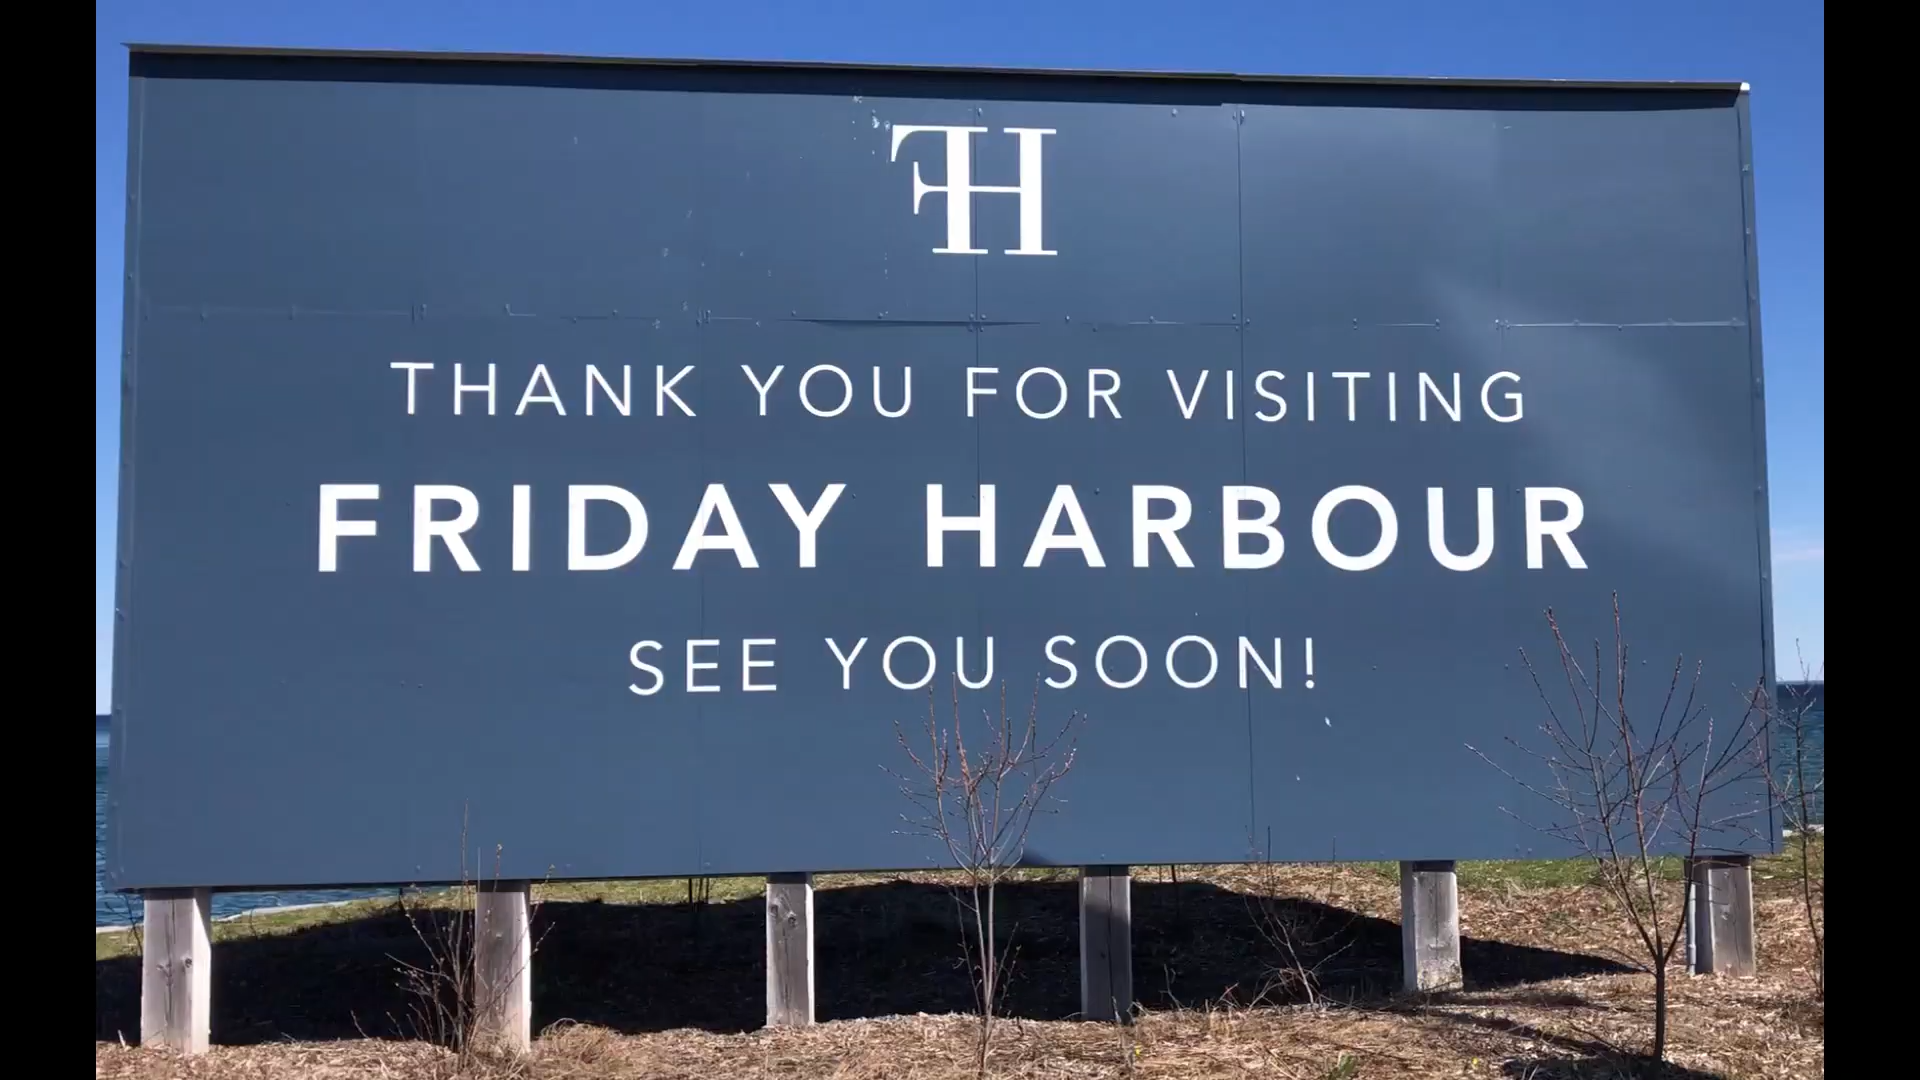 FH
THANK YOU FOR VISITING
FRIDAY HARBOUR
SEE YOU SOON!